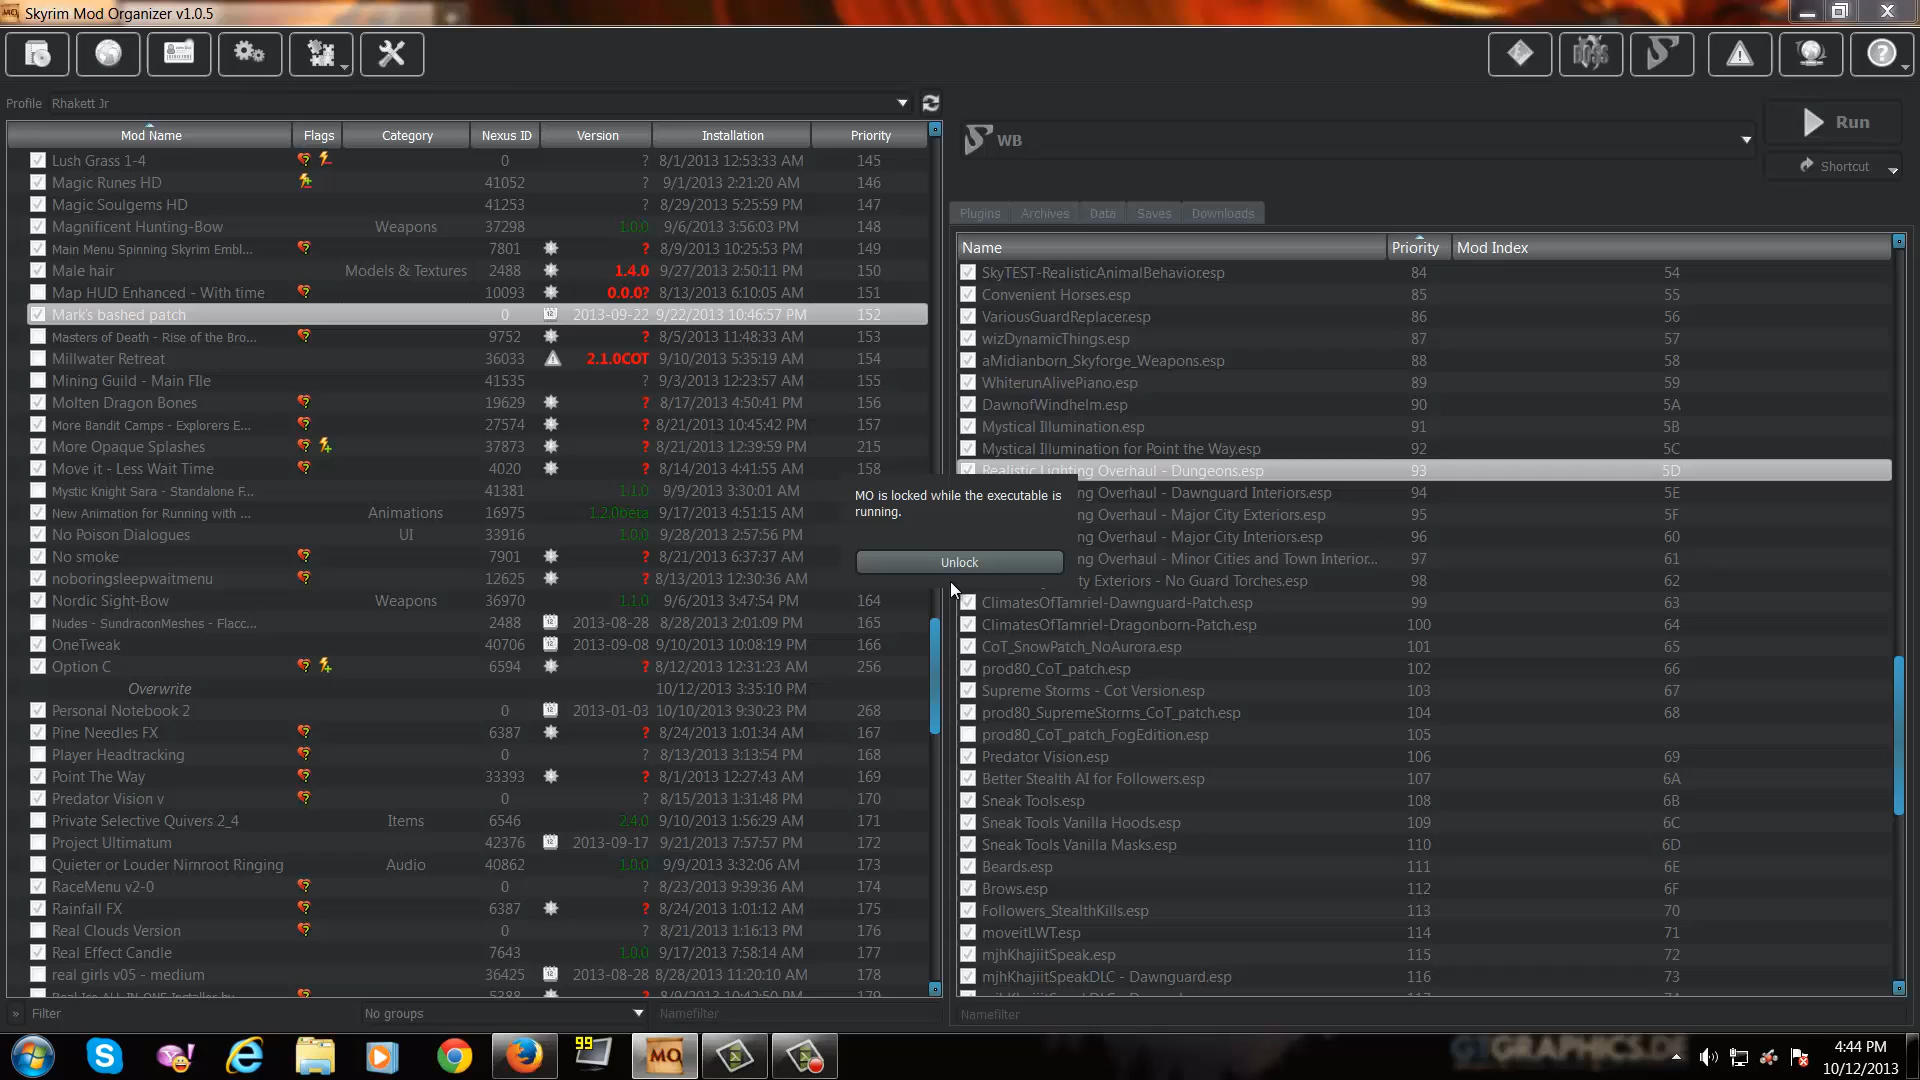 Skyrim Mod Organizer v1.0.5
Profile Rhakett Jr
Mod Name Flags Category Nexus ID Version Installation Priority
Lush Grass 1-4 0 ? 8/1/2013 12:53:33 AM 145
Magic Runes HD 41052 ? 9/1/2013 2:21:20 AM 146
Magic Soulgems HD 41253 ? 8/29/2013 5:25:59 PM 147
Magnificent Hunting-Bow Weapons 37298 1.0.0 9/6/2013 3:56:03 PM 148
Main Menu Spinning Skyrim Embl... 7801 ? 8/9/2013 10:25:53 PM 149
Male hair Models & Textures 2488 1.4.0 9/27/2013 2:50:11 PM 150
Map HUD Enhanced - With time 10093 0.0.0? 8/13/2013 6:10:05 AM 151
Mark's bashed patch 0 2013-09-22 9/22/2013 10:46:57 PM 152
Masters of Death - Rise of the Bro... 9752 ? 8/5/2013 11:48:33 AM 153
Millwater Retreat 36033 2.1.0COT 9/10/2013 5:35:19 AM 154
Mining Guild - Main FIle 41535 ? 9/3/2013 12:23:57 AM 155
Molten Dragon Bones 19629 ? 8/17/2013 4:50:41 PM 156
More Bandit Camps - Explorers E... 27574 ? 8/21/2013 10:45:42 PM 157
More Opaque Splashes 37873 ? 8/21/2013 12:39:59 PM 215
Move it - Less Wait Time 4020 ? 8/14/2013 4:41:55 AM 158
Mystic Knight Sara - Standalone F... 41381 1.1.0 9/9/2013 3:30:01 AM
New Animation for Running with ... Animations 16975 1.2.0beta 9/17/2013 4:51:15 AM
No Poison Dialogues UI 33916 1.0.0 9/28/2013 2:57:56 PM
No smoke 7901 ? 8/21/2013 6:37:37 AM
noboringsleepwaitmenu 12625 ? 8/13/2013 12:30:36 AM
Nordic Sight-Bow Weapons 36970 1.1.0 9/6/2013 3:47:54 PM 164
Nudes - SundraconMeshes - Flacc... 2488 2013-08-28 8/28/2013 2:01:09 PM 165
OneTweak 40706 2013-09-08 9/10/2013 10:08:19 PM 166
Option C 6594 ? 8/12/2013 12:31:23 AM 256
Overwrite 10/12/2013 3:35:10 PM
Personal Notebook 2 0 2013-01-03 10/10/2013 9:30:23 PM 268
Pine Needles FX 6387 ? 8/24/2013 1:01:34 AM 167
Player Headtracking 0 ? 8/13/2013 3:13:54 PM 168
Point The Way 33393 ? 8/1/2013 12:27:43 AM 169
Predator Vision v 0 ? 8/15/2013 1:31:48 PM 170
Private Selective Quivers 2_4 Items 6546 2.4.0 9/10/2013 1:56:29 AM 171
Project Ultimatum 42376 2013-09-17 9/21/2013 7:57:57 PM 172
Quieter or Louder Nirnroot Ringing Audio 40862 1.0.0 9/9/2013 3:32:06 AM 173
RaceMenu v2-0 0 ? 8/23/2013 9:39:36 AM 174
Rainfall FX 6387 ? 8/24/2013 1:01:12 AM 175
Real Clouds Version 0 ? 8/21/2013 1:16:13 PM 176
Real Effect Candle 7643 1.0.0 9/17/2013 7:58:14 AM 177
real girls v05 - medium 36425 2013-08-28 8/28/2013 11:20:10 AM 178
Real Ice ALL IN ONE Installer by 5388 ? 8/9/2013 10:42:50 PM 179
» Filter No groups Namefilter
WB
Run
Shortcut
Plugins Archives Data Saves Downloads
Name Priority Mod Index
SkyTEST-RealisticAnimalBehavior.esp 84 54
Convenient Horses.esp 85 55
VariousGuardReplacer.esp 86 56
wizDynamicThings.esp 87 57
aMidianborn_Skyforge_Weapons.esp 88 58
WhiterunAlivePiano.esp 89 59
DawnofWindhelm.esp 90 5A
Mystical Illumination.esp 91 5B
Mystical Illumination for Point the Way.esp 92 5C
Realistic Lighting Overhaul - Dungeons.esp 93 5D
ng Overhaul - Dawnguard Interiors.esp 94 5E
ng Overhaul - Major City Exteriors.esp 95 5F
ng Overhaul - Major City Interiors.esp 96 60
ng Overhaul - Minor Cities and Town Interior... 97 61
ty Exteriors - No Guard Torches.esp 98 62
ClimatesOfTamriel-Dawnguard-Patch.esp 99 63
ClimatesOfTamriel-Dragonborn-Patch.esp 100 64
CoT_SnowPatch_NoAurora.esp 101 65
prod80_CoT_patch.esp 102 66
Supreme Storms - Cot Version.esp 103 67
prod80_SupremeStorms_CoT_patch.esp 104 68
prod80_CoT_patch_FogEdition.esp 105
Predator Vision.esp 106 69
Better Stealth AI for Followers.esp 107 6A
Sneak Tools.esp 108 6B
Sneak Tools Vanilla Hoods.esp 109 6C
Sneak Tools Vanilla Masks.esp 110 6D
Beards.esp 111 6E
Brows.esp 112 6F
Followers_StealthKills.esp 113 70
moveitLWT.esp 114 71
mjhKhajiitSpeak.esp 115 72
mjhKhajiitSpeakDLC - Dawnguard.esp 116 73
Namefilter
MO is locked while the executable is
running.
Unlock
99
MO
GTGRAPHICS.DE
4:44 PM
10/12/2013